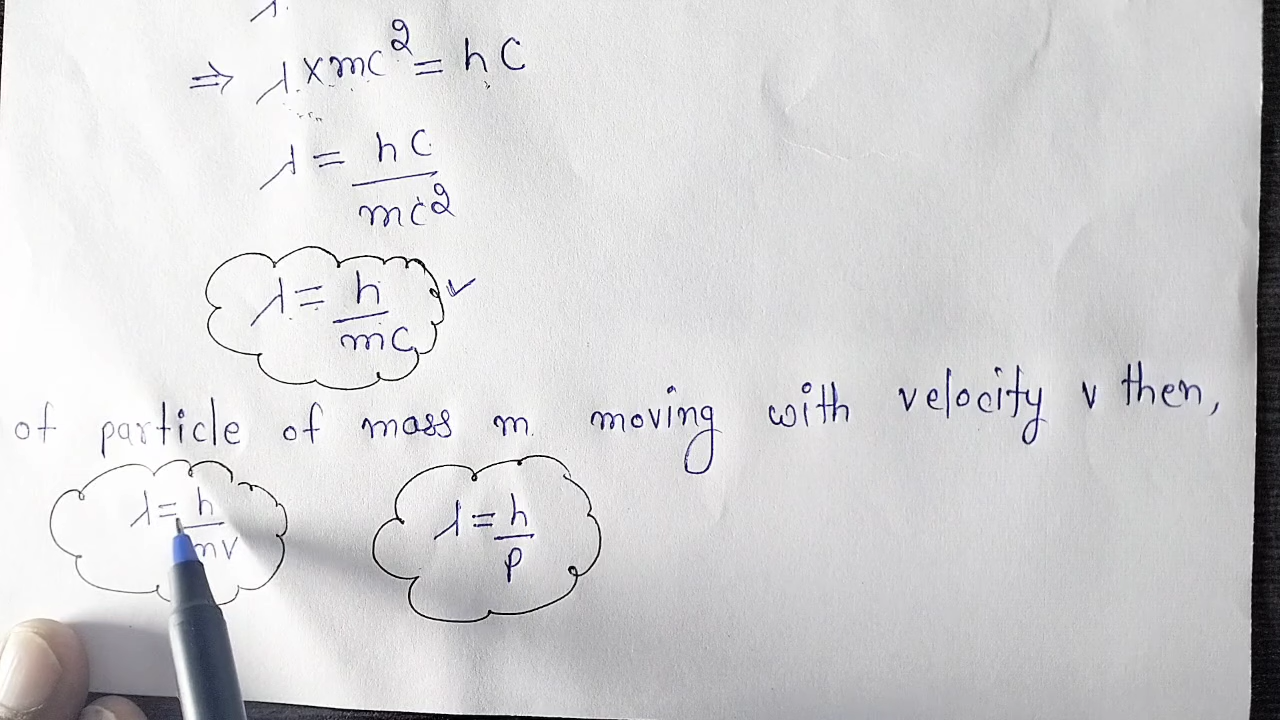 λ.
⇒ λ × mc² = hc
λ = hc / mc²
λ = h / mc ✓
of particle of mass m moving with velocity v then,
λ = h / mv λ = h / p